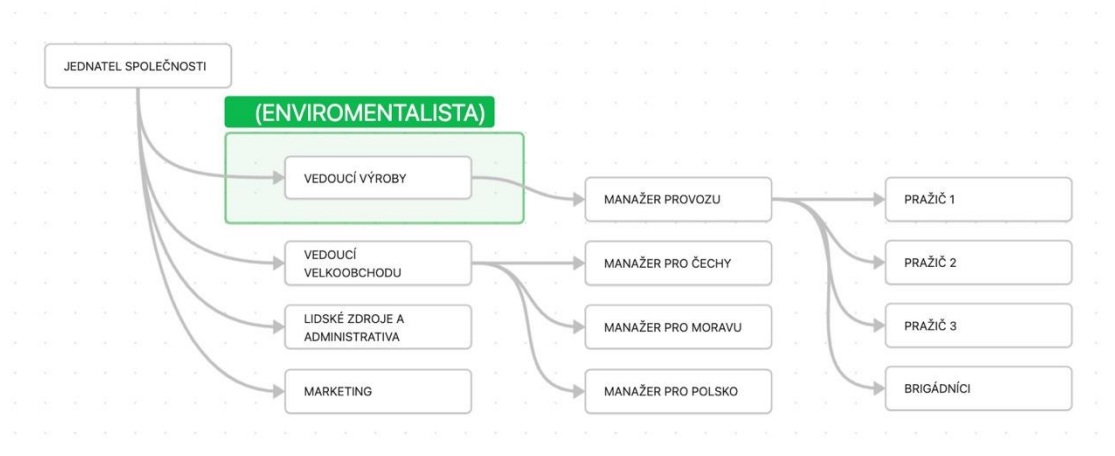 JEDNATEL SPOLEČNOSTI
(ENVIROMENTALISTA)
VEDOUCÍ VÝROBY
MANAŽER PROVOZU
PRAŽIČ 1
VEDOUCÍ
VELKOOBCHODU
MANAŽER PRO ČECHY
PRAŽIČ 2
LIDSKÉ ZDROJE A
ADMINISTRATIVA
MANAŽER PRO MORAVU
PRAŽIČ 3
MARKETING
MANAŽER PRO POLSKO
BRIGÁDNÍCI